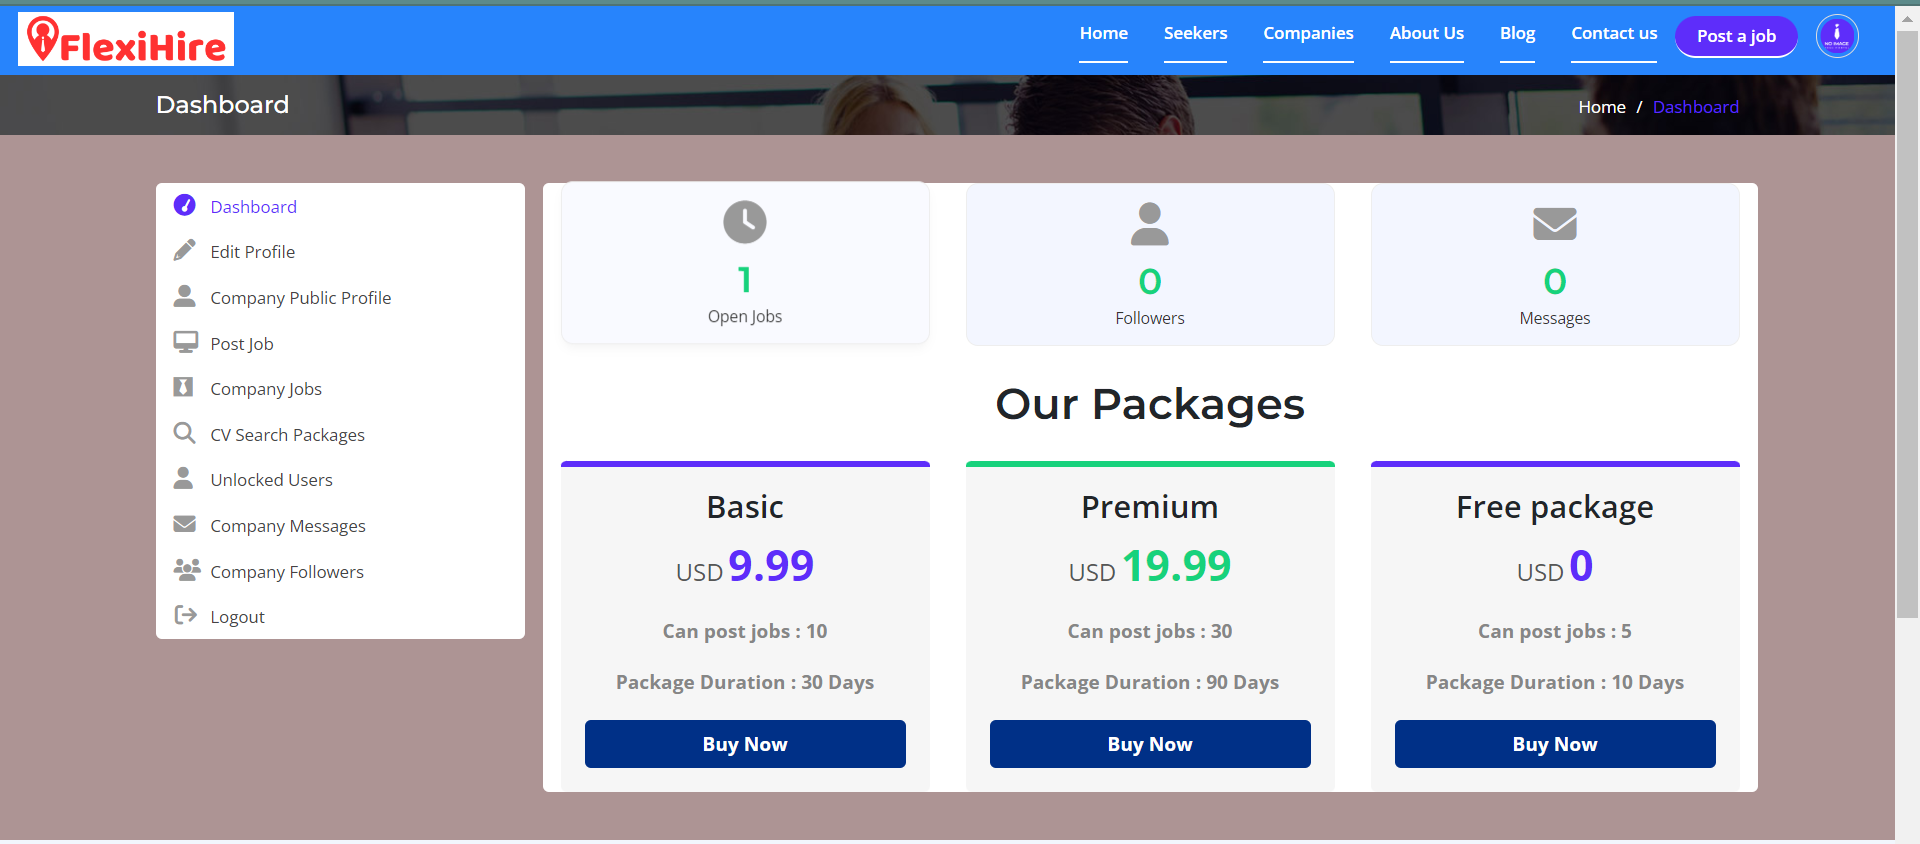 FlexiHire
Home
Seekers
Companies
About Us
Blog
Contact us
Post a job
NO IMAGE
Dashboard
Home / Dashboard
Dashboard
Edit Profile
Company Public Profile
Post Job
Company Jobs
CV Search Packages
Unlocked Users
Company Messages
Company Followers
Logout
1
Open Jobs
0
Followers
0
Messages
Our Packages
Basic
USD 9.99
Can post jobs : 10
Package Duration : 30 Days
Buy Now
Premium
USD 19.99
Can post jobs : 30
Package Duration : 90 Days
Buy Now
Free package
USD 0
Can post jobs : 5
Package Duration : 10 Days
Buy Now